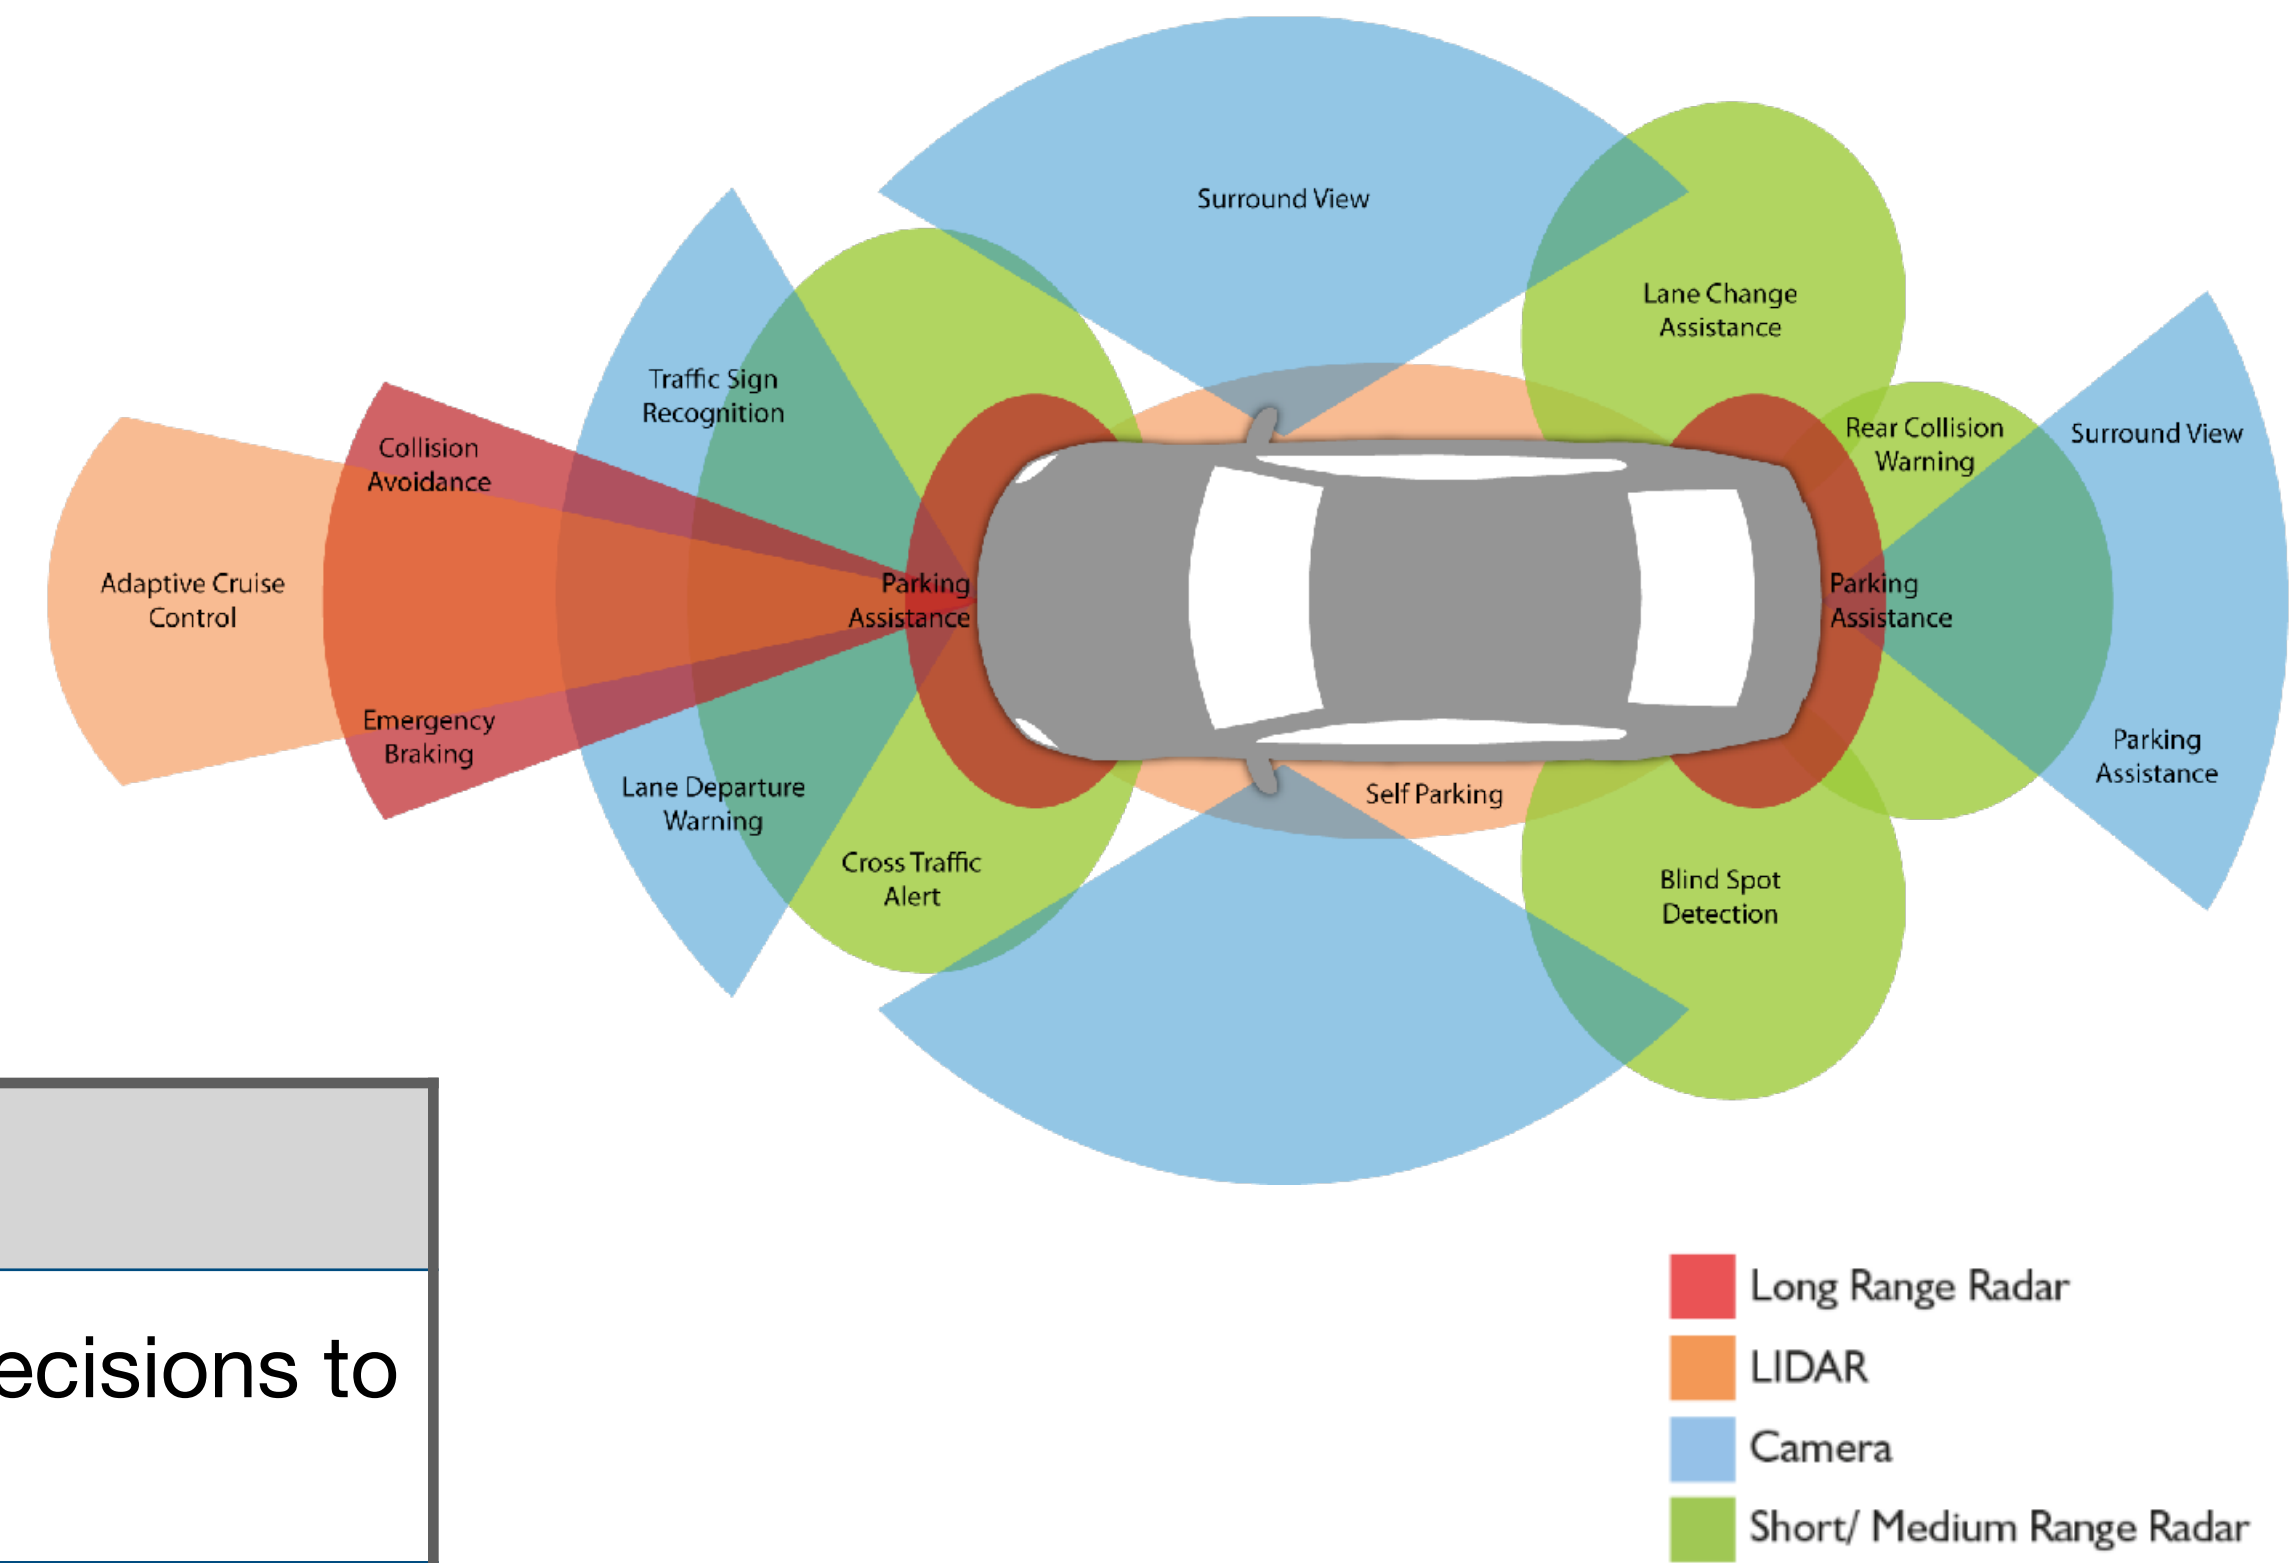 Surround View
Lane Change
Assistance
Traffic Sign
Recognition
Collision
Avoidance
Rear Collision
Warning
Surround View
Adaptive Cruise
Control
Parking
Assistance
Parking
Assistance
Emergency
Braking
Lane Departure
Warning
Self Parking
Parking
Assistance
Cross Traffic
Alert
Blind Spot
Detection
Long Range Radar
LIDAR
Camera
Short/ Medium Range Radar
ecisions to